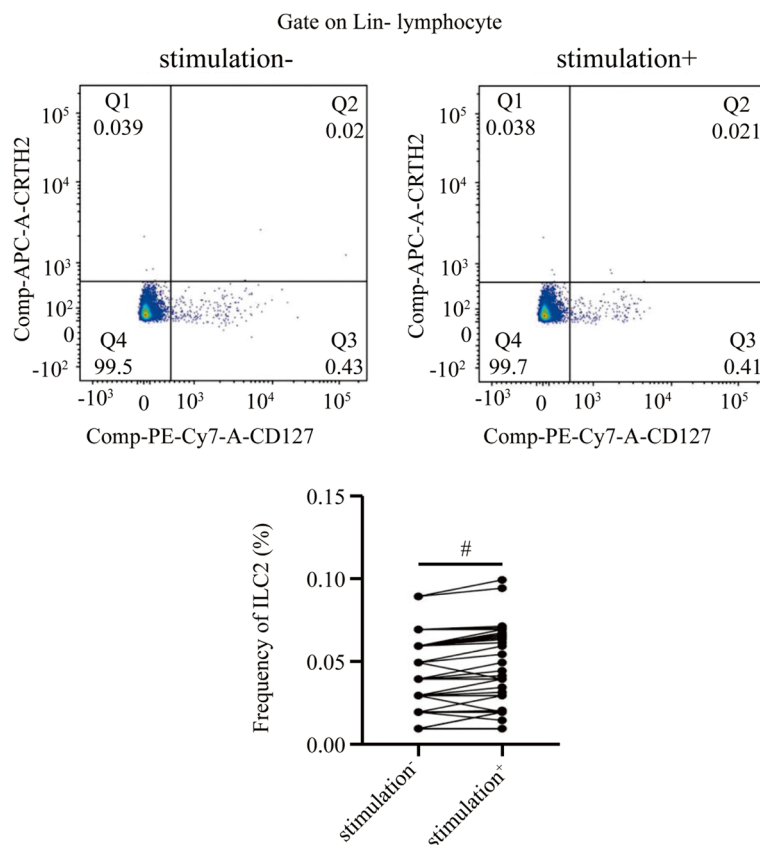 Gate on Lin- lymphocyte
stimulation-
stimulation+
Comp-APC-A-CRTH2
10⁵
10⁴
10³
10²
0
-10²
Q1
0.039
Q2
0.02
Q4
99.5
Q3
0.43
-10³ 0 10³ 10⁴ 10⁵
Comp-PE-Cy7-A-CD127
Comp-APC-A-CRTH2
10⁵
10⁴
10³
10²
0
-10²
Q1
0.038
Q2
0.021
Q4
99.7
Q3
0.41
-10³ 0 10³ 10⁴ 10⁵
Comp-PE-Cy7-A-CD127
Frequency of ILC2 (%)
0.15
0.10
0.05
0.00
#
stimulation⁻
stimulation⁺